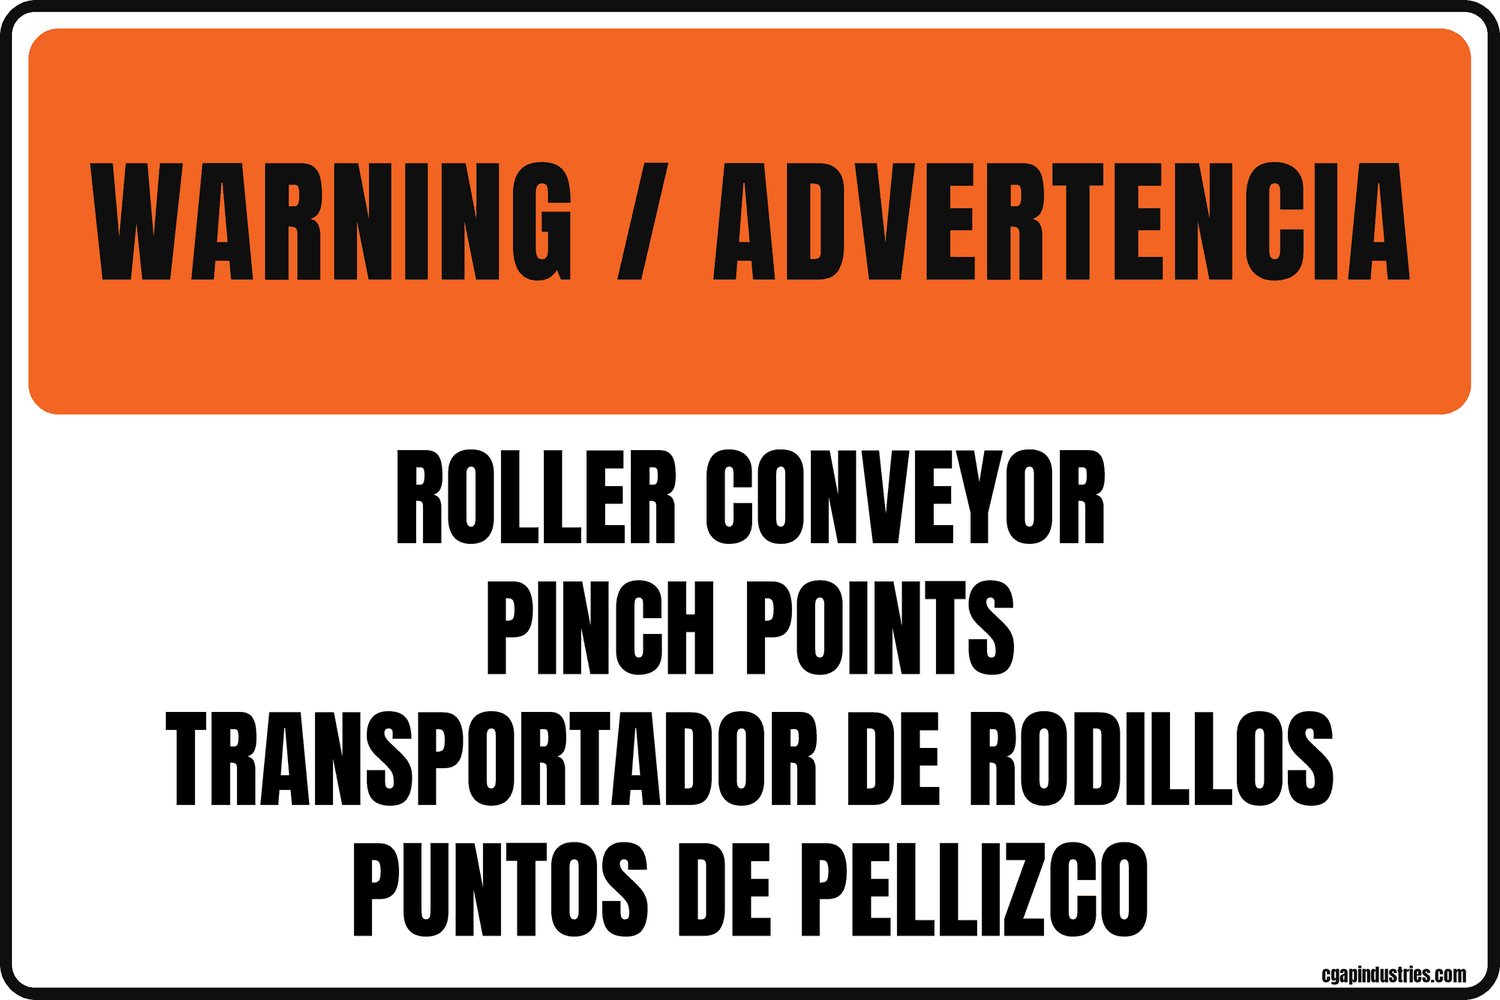 WARNING / ADVERTENCIA
ROLLER CONVEYOR
PINCH POINTS
TRANSPORTADOR DE RODILLOS
PUNTOS DE PELLIZCO
cgapindustries.com